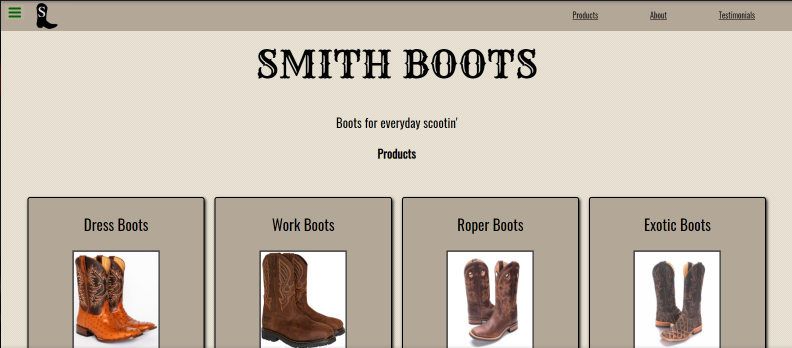 S
Products About Testimonials
SMITH BOOTS
Boots for everyday scootin'
Products
Dress Boots Work Boots Roper Boots Exotic Boots